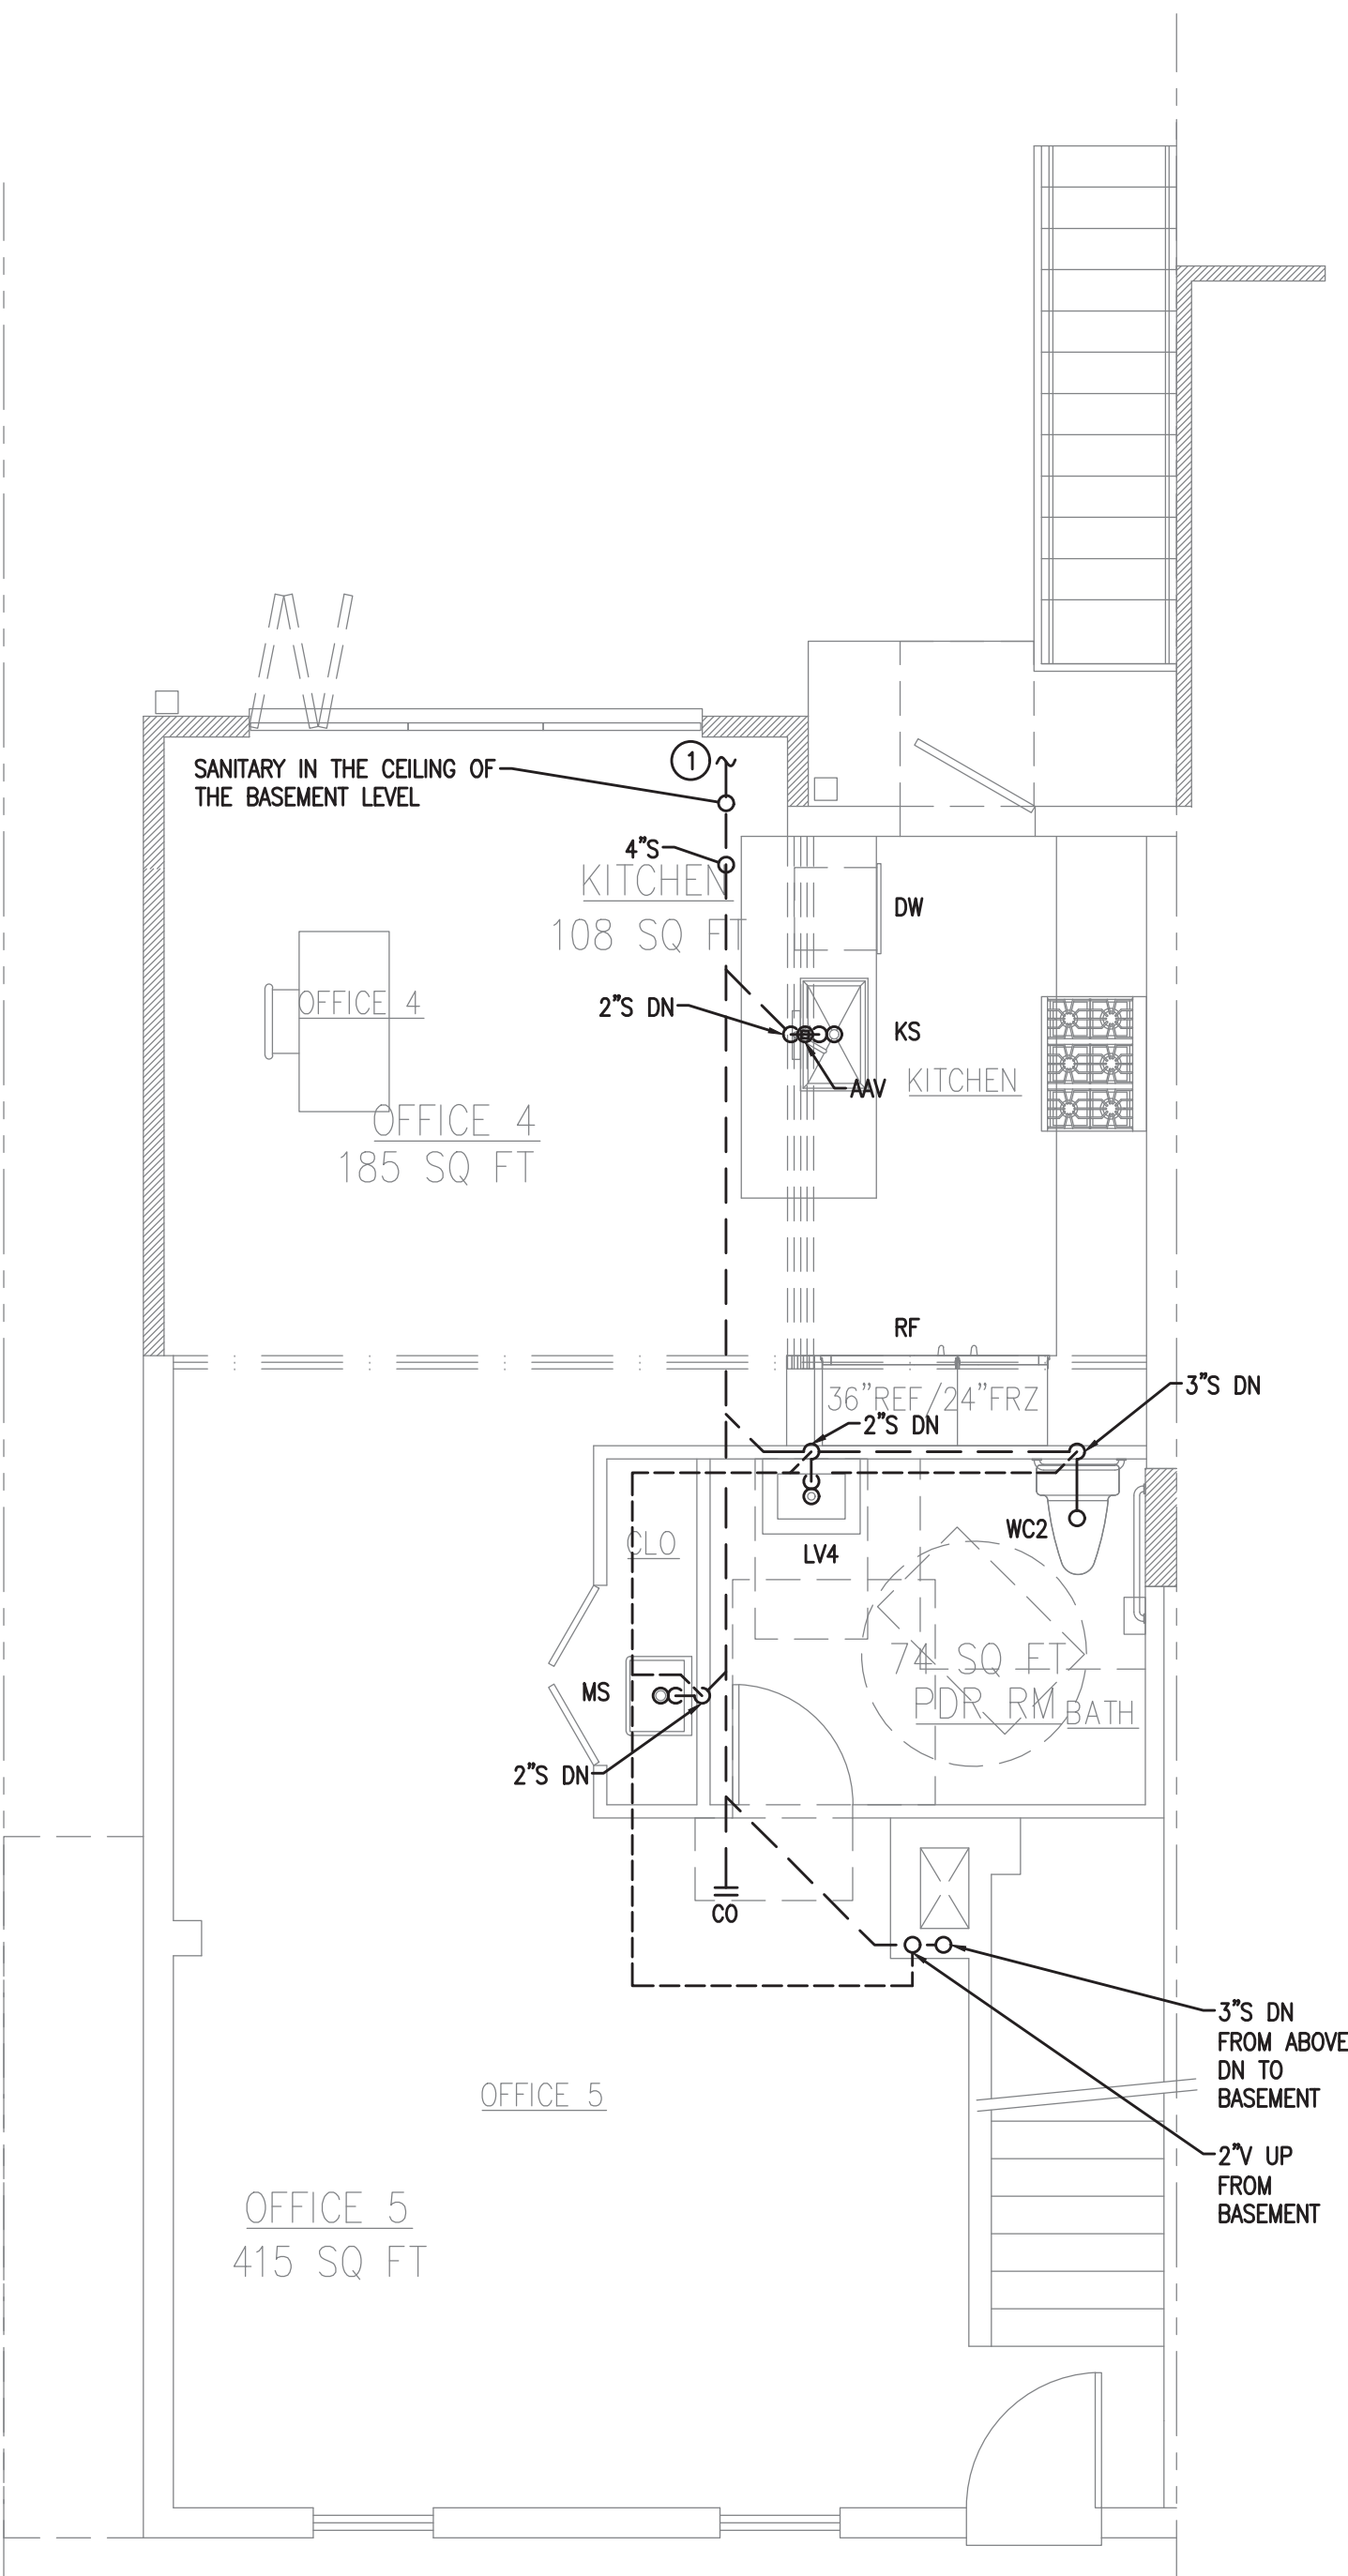 1
SANITARY IN THE CEILING OF
THE BASEMENT LEVEL
4"S
KITCHEN
108 SQ FT
DW
OFFICE 4
2"S DN
KS
AAV
KITCHEN
OFFICE 4
185 SQ FT
RF
36"REF/24"FRZ
3"S DN
2"S DN
CLO
WC2
LV4
74 SQ FT
PDR RM
BATH
MS
2"S DN
CO
3"S DN
FROM ABOVE
DN TO
BASEMENT
OFFICE 5
2"V UP
FROM
BASEMENT
OFFICE 5
415 SQ FT